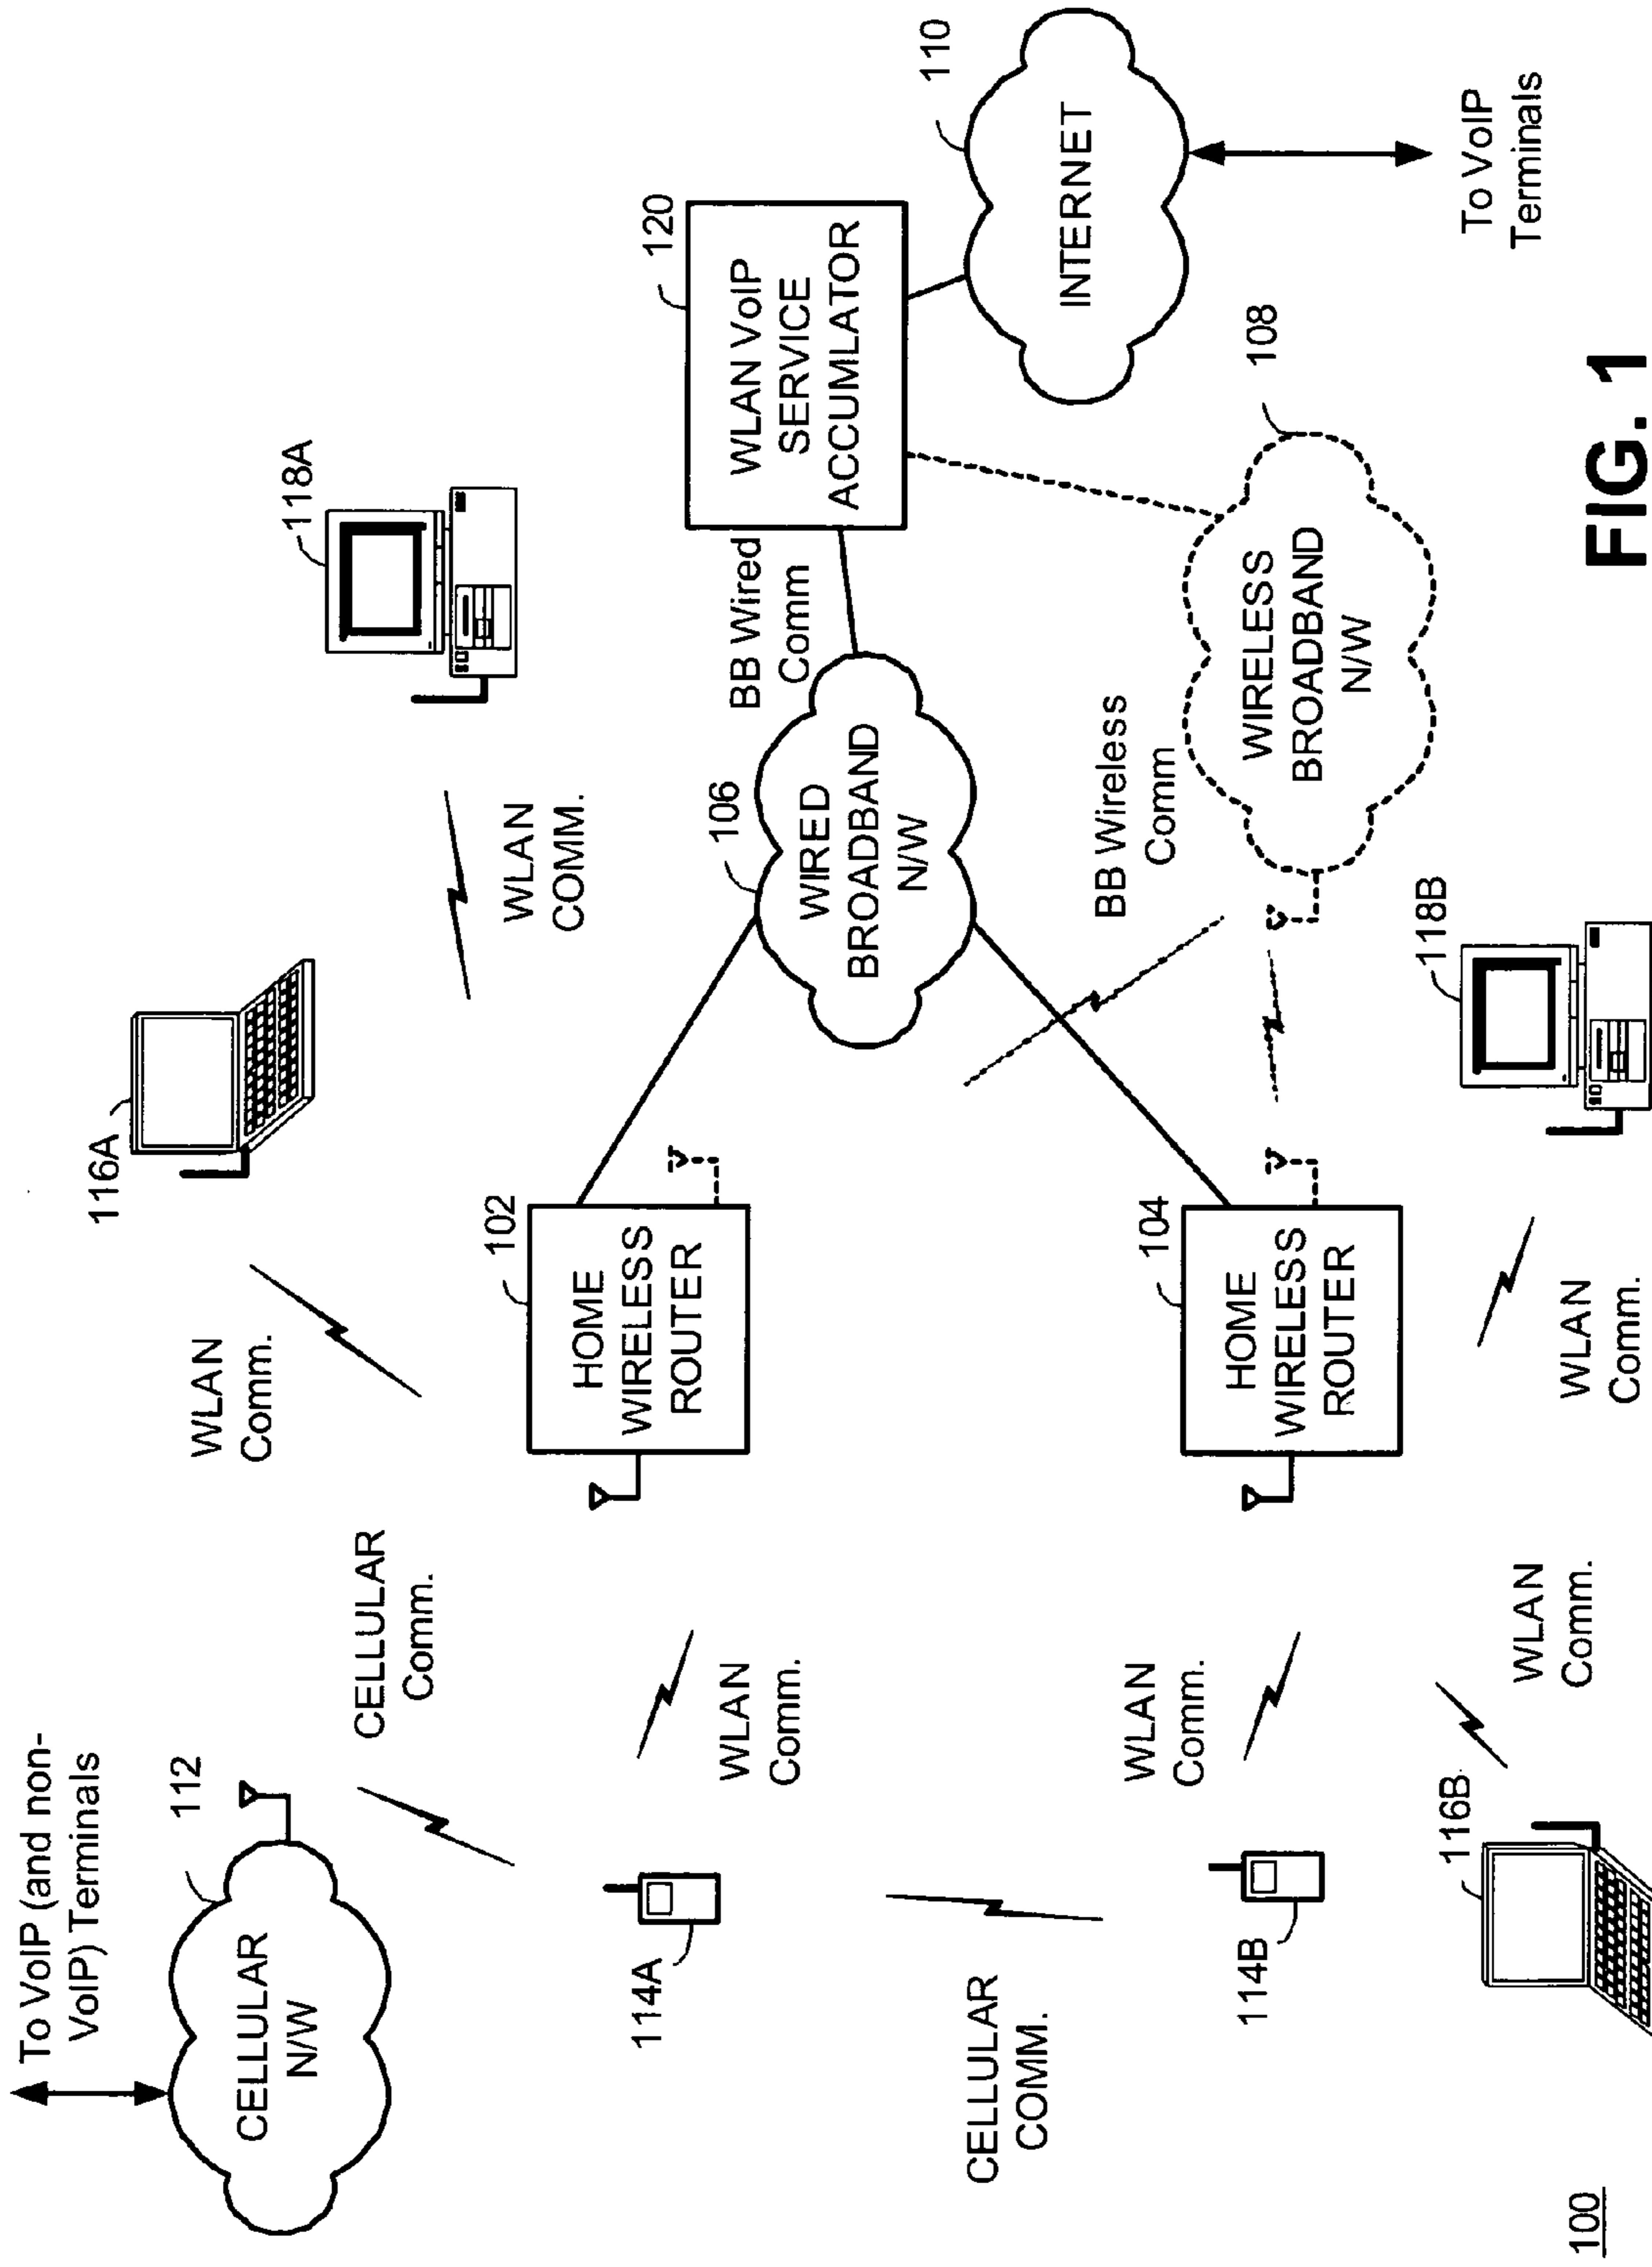 To VoIP (and non-
VoIP) Terminals
CELLULAR
N/W
112
CELLULAR
Comm.
WLAN
Comm.
116A
WLAN
COMM.
118A
114A
WLAN
Comm.
102
HOME
WIRELESS
ROUTER
106
WIRED
BROADBAND
N/W
BB Wired
Comm
120
WLAN VoIP
SERVICE
ACCUMLATOR
110
INTERNET
To VoIP
Terminals
CELLULAR
COMM.
114B
WLAN
Comm.
104
HOME
WIRELESS
ROUTER
BB Wireless
Comm
108
WIRELESS
BROADBAND
N/W
116B
WLAN
Comm.
WLAN
Comm.
118B
100
FIG. 1